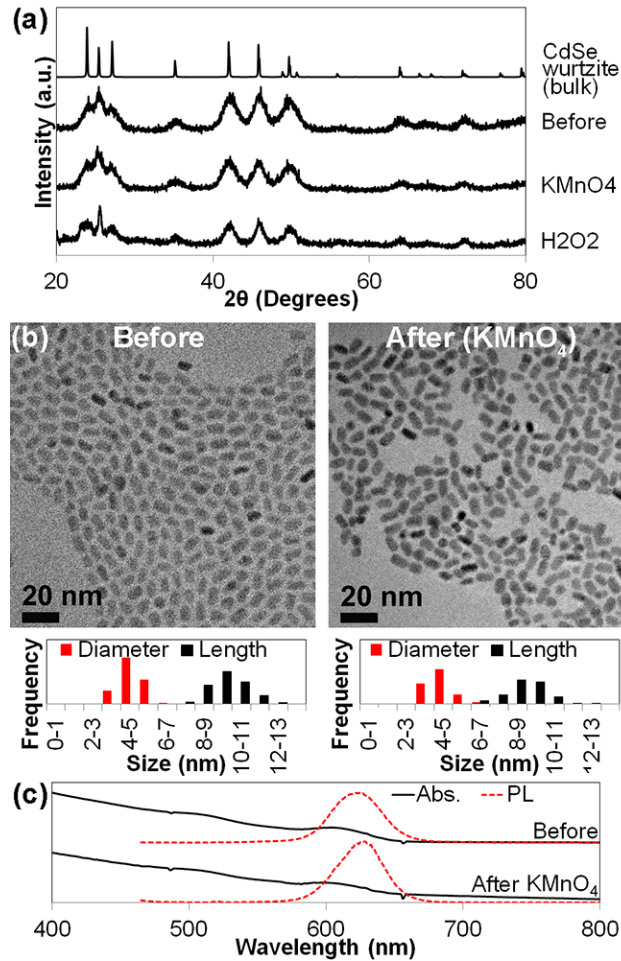 (a)
Intensity (a.u.)
CdSe
wurtzite
(bulk)
Before
KMnO4
H2O2
20 40 60 80
2θ (Degrees)
(b) Before After (KMnO₄)
20 nm 20 nm
Frequency
Diameter Length
0-1 2-3 4-5 6-7 8-9 10-11 12-13
Size (nm)
Frequency
Diameter Length
0-1 2-3 4-5 6-7 8-9 10-11 12-13
Size (nm)
(c)
Abs. PL
Before
After KMnO₄
400 500 600 700 800
Wavelength (nm)